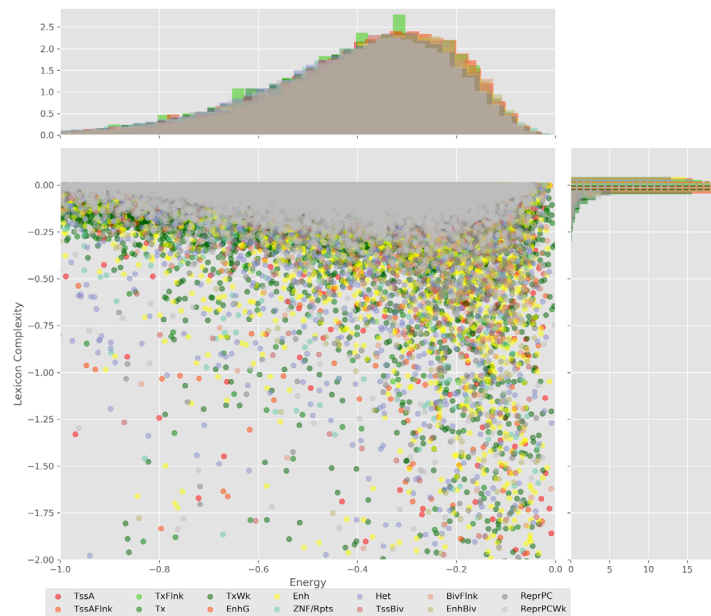 2.5
2.0
1.5
1.0
0.5
0.0
0.00
−0.25
−0.50
−0.75
−1.00
−1.25
−1.50
−1.75
−2.00
Lexicon Complexity
−1.0 −0.8 −0.6 −0.4 −0.2 0.0
Energy
0 5 10 15
TssA TxFlnk TxWk Enh Het BivFlnk ReprPC
TssAFlnk Tx EnhG ZNF/Rpts TssBiv EnhBiv ReprPCWk